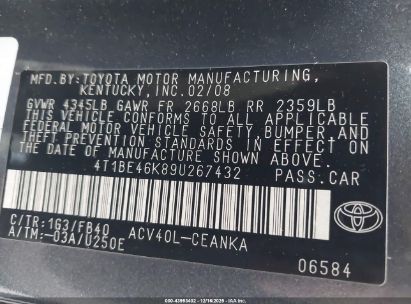 MFD.BY:TOYOTA MOTOR MANUFACTURING,
KENTUCKY,INC.02/08
GVWR 4345LB GAWR FR 2668LB RR 2359LB
THIS VEHICLE CONFORMS TO ALL APPLICABLE
FEDERAL MOTOR VEHICLE SAFETY,BUMPER,AND
THEFT PREVENTION STANDARDS IN EFFECT ON THE
DATE OF MANUFACTURE SHOWN ABOVE.
4T1BE46K89U267432 PASS.CAR
C/TR:1G3/FB40
A/TM:-03A/U250E
ACV40L-CEANKA
TOYOTA
06584